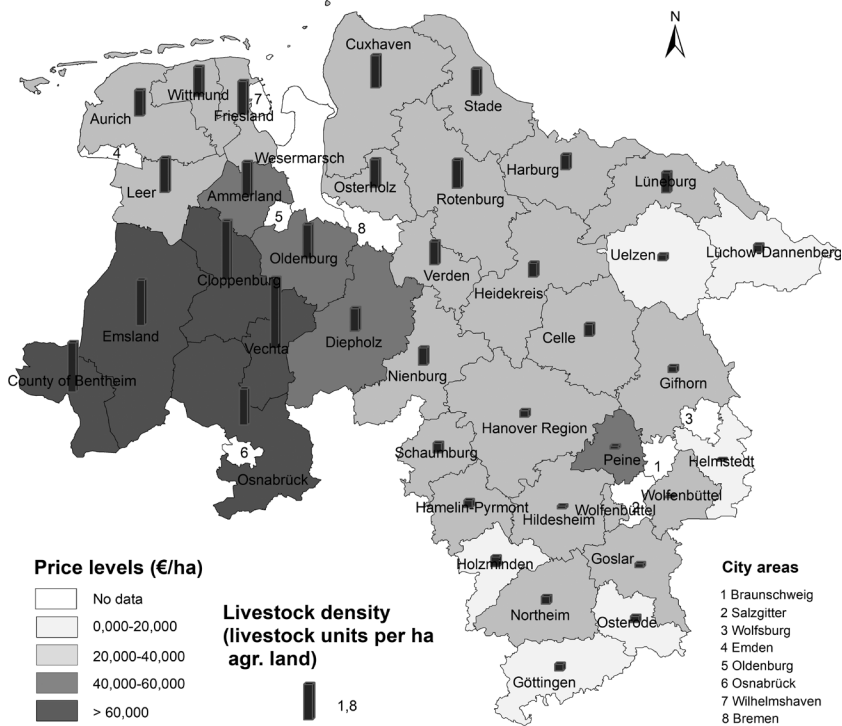 N
Cuxhaven
Wittmund
Stade
Aurich
7
Friesland
4
Wesermarsch
Harburg
Leer
Ammerland
Osterholz
Rotenburg
Lüneburg
5
8
Oldenburg
Uelzen
Lüchow-Dannenberg
Cloppenburg
Verden
Heidekreis
Emsland
Vechta
Diepholz
Celle
County of Bentheim
Nienburg
Gifhorn
3
Hanover Region
Schaumburg
Peine
1
Helmstedt
6
Osnabrück
Wolfenbüttel
Hamelin-Pyrmont
Hildesheim
Wolfenbüttel
2
Holzminden
Goslar
Northeim
Osterode
Göttingen
Price levels (€/ha)
No data
0,000-20,000
20,000-40,000
40,000-60,000
> 60,000
Livestock density
(livestock units per ha
agr. land)
1,8
City areas
1 Braunschweig
2 Salzgitter
3 Wolfsburg
4 Emden
5 Oldenburg
6 Osnabrück
7 Wilhelmshaven
8 Bremen